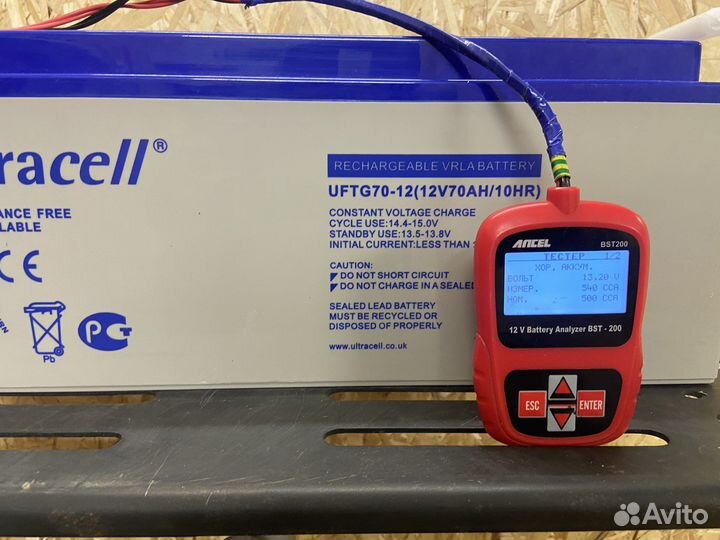 racell®
ANCE FREE
LABLE
CE
Pb
РС
RECHARGEABLE VRLA BATTERY
UFTG70-12(12V70AH/10HR)
CONSTANT VOLTAGE CHARGE
CYCLE USE:14.4-15.0V
STANDBY USE:13.5-13.8V
INITIAL CURRENT:LESS THAN
CAUTION:
DO NOT SHORT CIRCUIT
DO NOT CHARGE IN A SEALED
SEALED LEAD BATTERY
MUST BE RECYCLED OR
DISPOSED OF PROPERLY
www.ultracell.co.uk
ANCEL BST200
ТЕСТЕР 1/2
ХОР. АККУМ.
ВОЛЬТ 13.20 V
ИЗМЕР. 540 CCA
НОМ. 500 CCA
12 V Battery Analyzer BST - 200
ESC ENTER
Avito